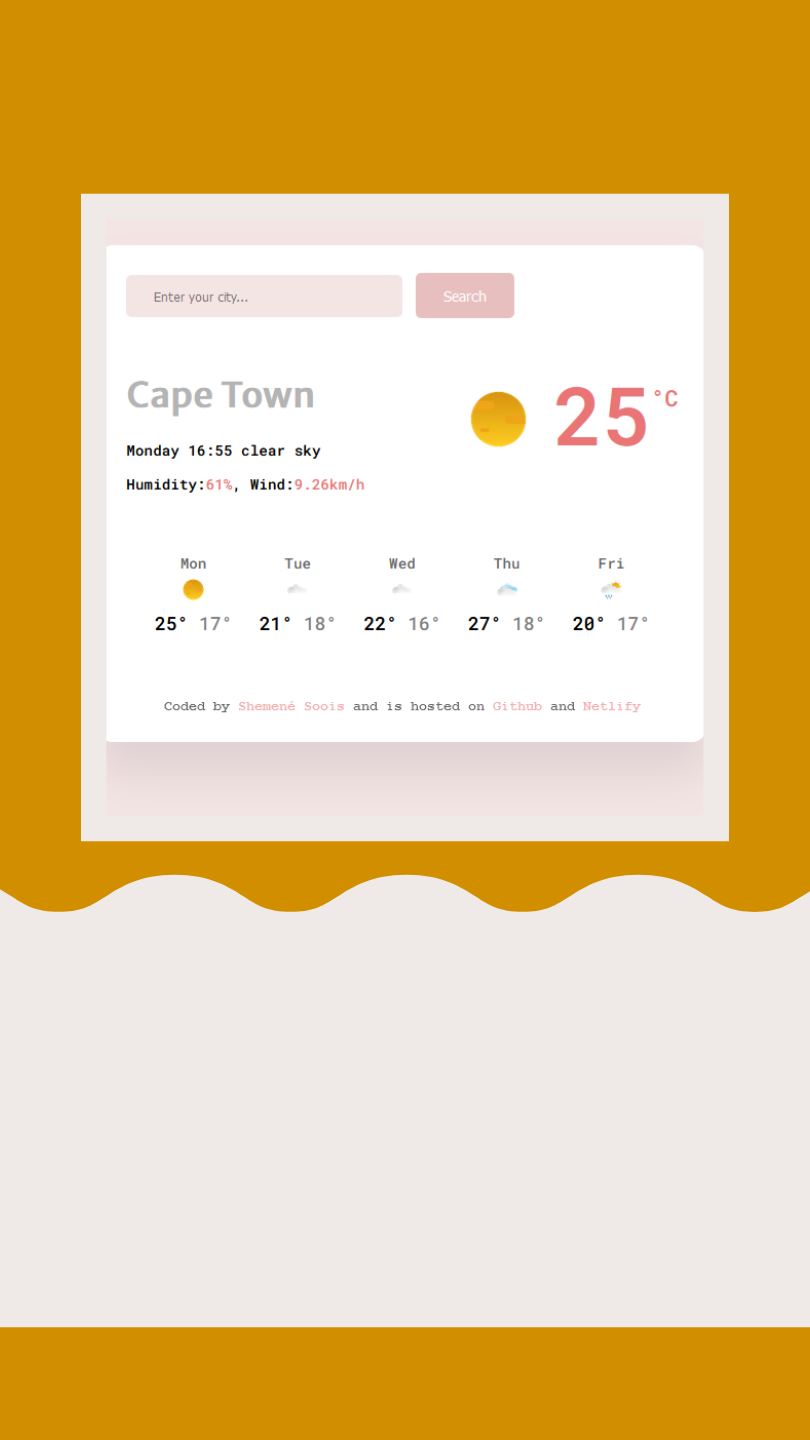 Enter your city...
Search
Cape Town
25 °C
Monday 16:55 clear sky
Humidity:61%, Wind:9.26km/h
Mon Tue Wed Thu Fri
25° 17° 21° 18° 22° 16° 27° 18° 20° 17°
Coded by Shemené Soois and is hosted on Github and Netlify